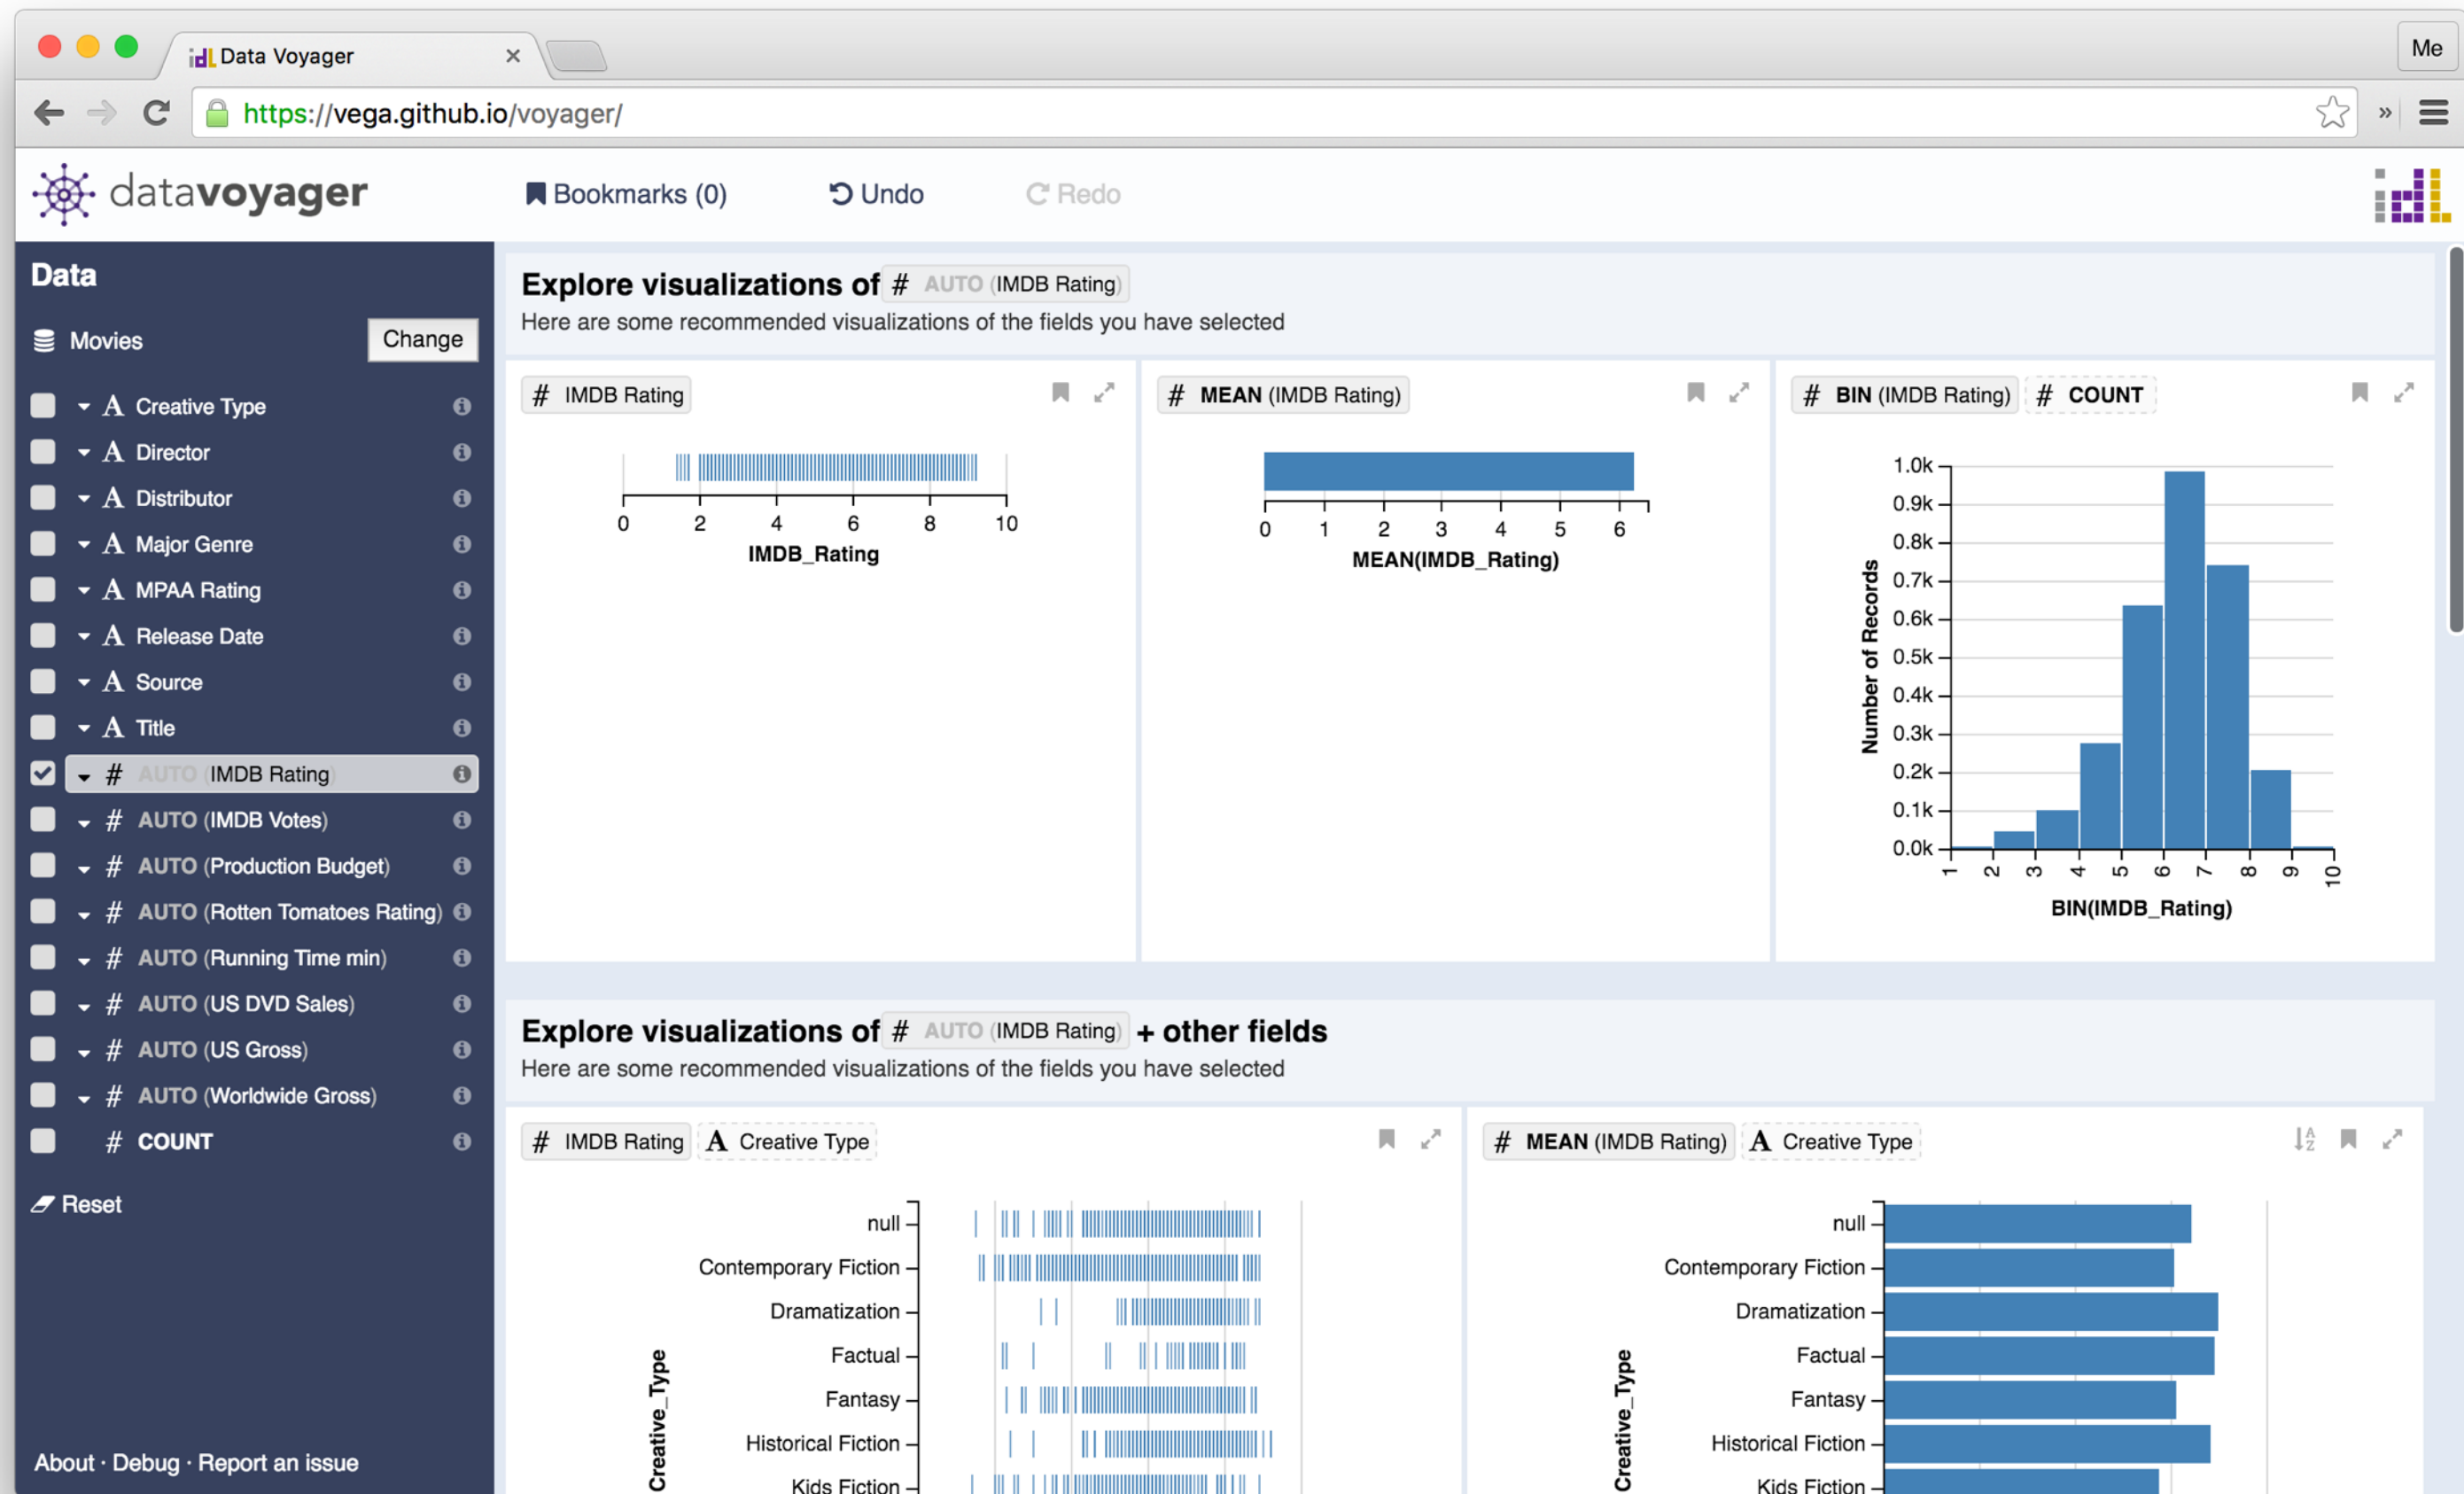 idL Data Voyager ×
Me
https://vega.github.io/voyager/
»
datavoyager
Bookmarks (0)
Undo
Redo
idL
Data
Movies
Change
A Creative Type
A Director
A Distributor
A Major Genre
A MPAA Rating
A Release Date
A Source
A Title
# AUTO (IMDB Rating)
# AUTO (IMDB Votes)
# AUTO (Production Budget)
# AUTO (Rotten Tomatoes Rating)
# AUTO (Running Time min)
# AUTO (US DVD Sales)
# AUTO (US Gross)
# AUTO (Worldwide Gross)
# COUNT
Reset
About · Debug · Report an issue
Explore visualizations of # AUTO (IMDB Rating)
Here are some recommended visualizations of the fields you have selected
# IMDB Rating
0 2 4 6 8 10
IMDB_Rating
# MEAN (IMDB Rating)
0 1 2 3 4 5 6
MEAN(IMDB_Rating)
# BIN (IMDB Rating) # COUNT
Number of Records
1.0k
0.9k
0.8k
0.7k
0.6k
0.5k
0.4k
0.3k
0.2k
0.1k
0.0k
1 2 3 4 5 6 7 8 9 10
BIN(IMDB_Rating)
Explore visualizations of # AUTO (IMDB Rating) + other fields
Here are some recommended visualizations of the fields you have selected
# IMDB Rating A Creative Type
Creative_Type
null
Contemporary Fiction
Dramatization
Factual
Fantasy
Historical Fiction
Kids Fiction
# MEAN (IMDB Rating) A Creative Type
A
Z
Creative_Type
null
Contemporary Fiction
Dramatization
Factual
Fantasy
Historical Fiction
Kids Fiction